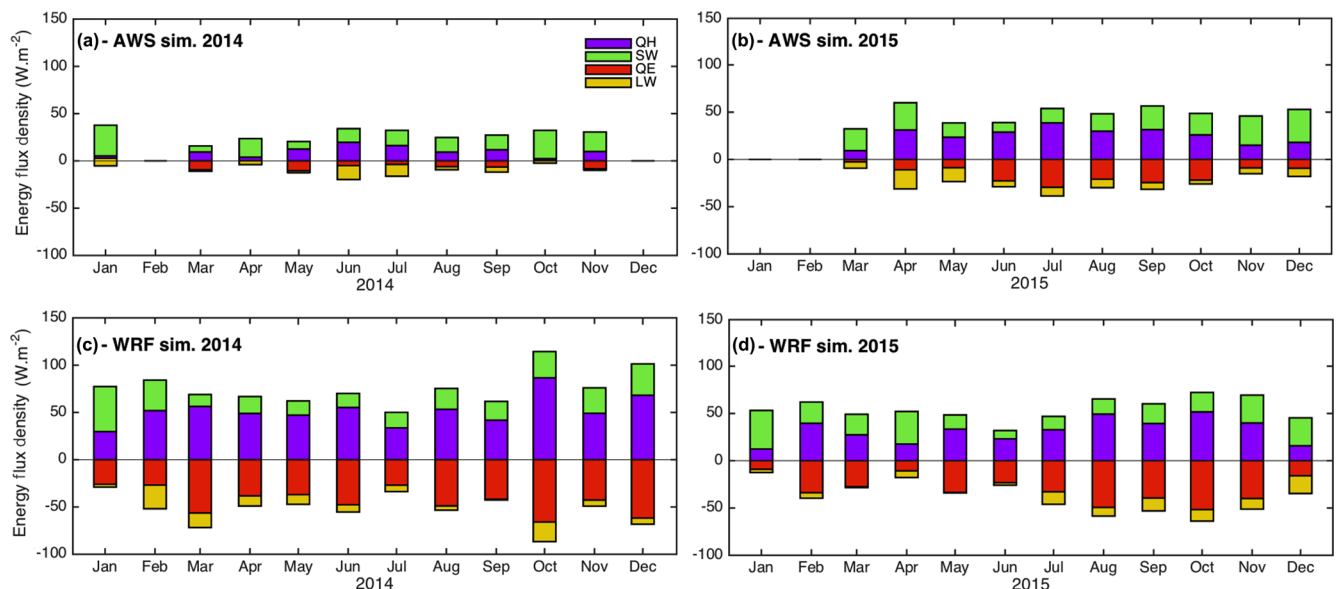 (a) - AWS sim. 2014
QH
SW
QE
LW
Energy flux density (W.m-2)
150
100
50
0
-50
-100
Jan Feb Mar Apr May Jun Jul Aug Sep Oct Nov Dec
2014
(b) - AWS sim. 2015
150
100
50
0
-50
-100
Jan Feb Mar Apr May Jun Jul Aug Sep Oct Nov Dec
2015
(c) - WRF sim. 2014
Energy flux density (W.m-2)
150
100
50
0
-50
-100
Jan Feb Mar Apr May Jun Jul Aug Sep Oct Nov Dec
2014
(d) - WRF sim. 2015
150
100
50
0
-50
-100
Jan Feb Mar Apr May Jun Jul Aug Sep Oct Nov Dec
2015